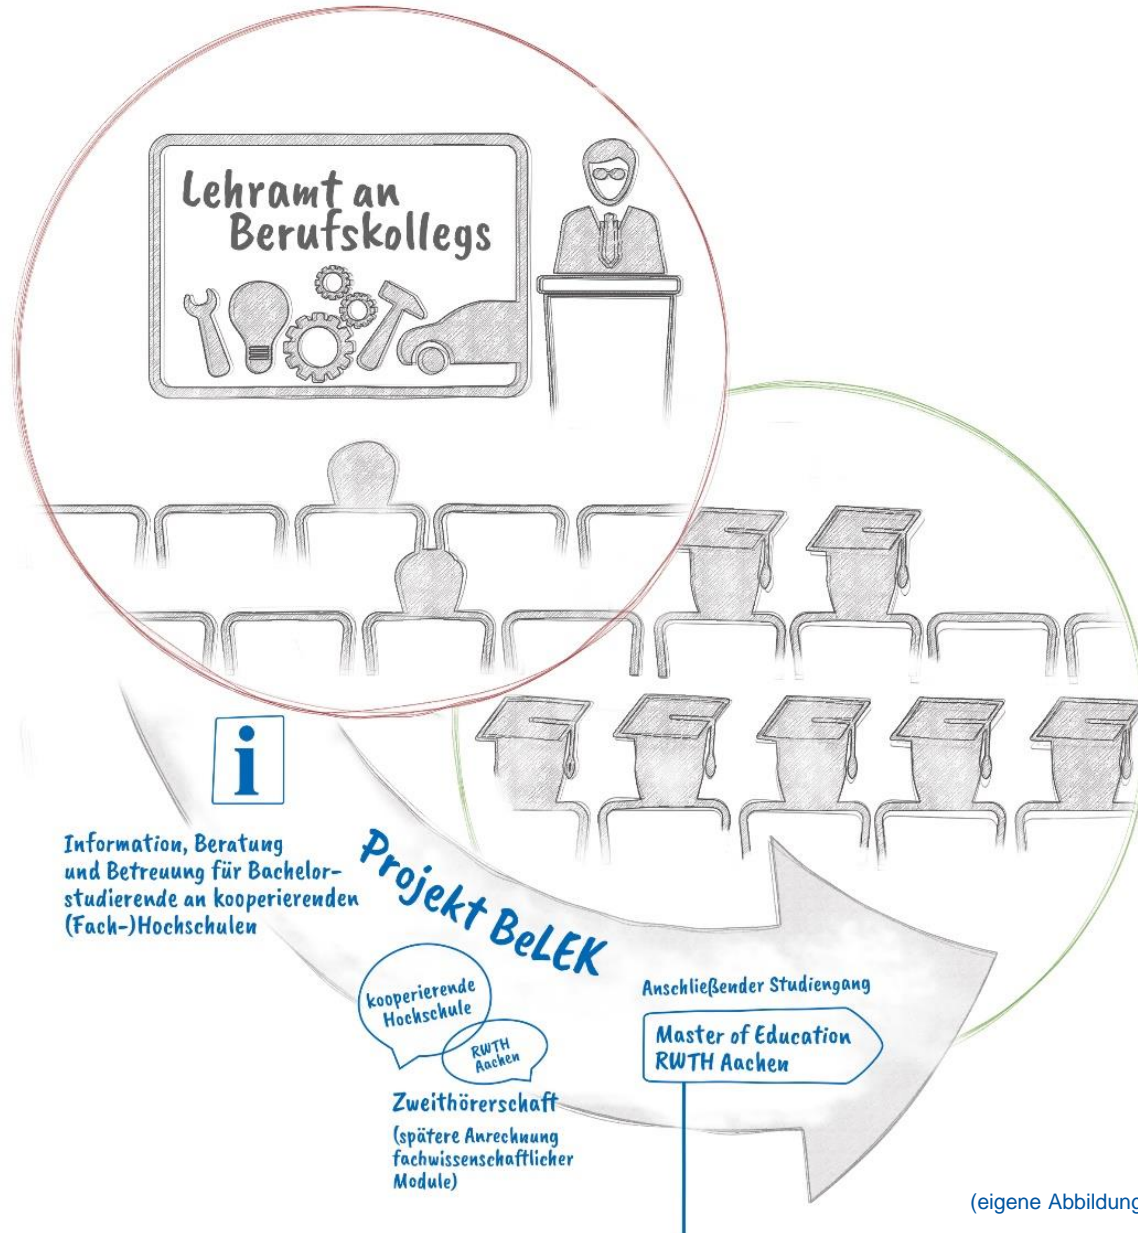 Lehramt an
Berufskollegs
i
Information, Beratung
und Betreuung für Bachelor-
studierende an kooperierenden
(Fach-)Hochschulen
Projekt BeLEK
kooperierende
Hochschule
RWTH
Aachen
Zweithörerschaft
(spätere Anrechnung
fachwissenschaftlicher
Module)
Anschließender Studiengang
Master of Education
RWTH Aachen
(eigene Abbildung